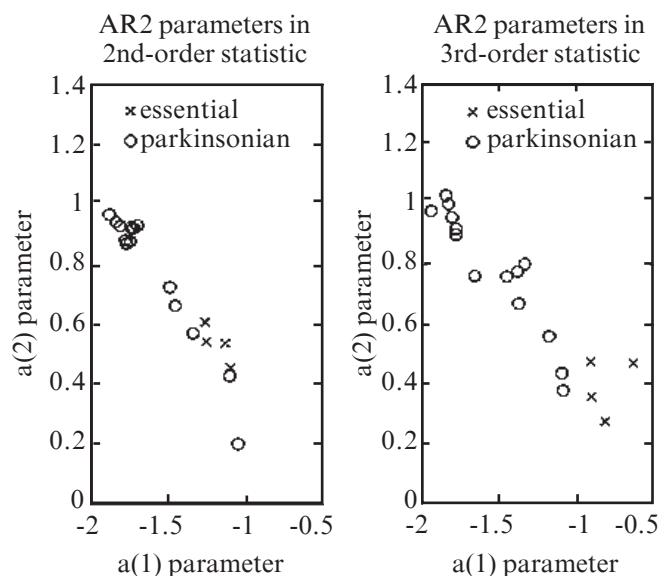 AR2 parameters in
2nd-order statistic
1.4
1.2
1
0.8
0.6
0.4
0.2
0
-2
-1.5
-1
-0.5
× essential
parkinsonian
a(2) parameter
a(1) parameter
AR2 parameters in
3rd-order statistic
1.4
1.2
1
0.8
0.6
0.4
0.2
0
-2
-1.5
-1
-0.5
× essential
parkinsonian
a(2) parameter
a(1) parameter